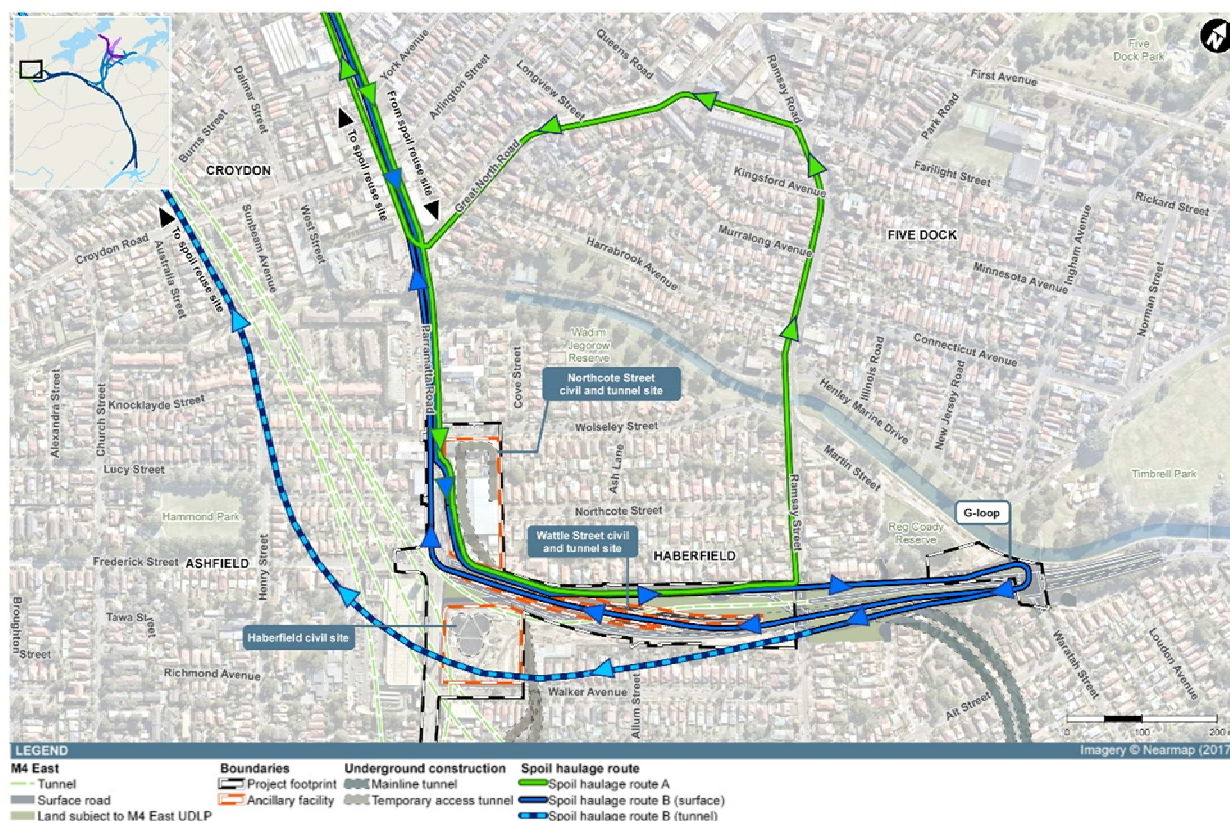 York Avenue
Arlington Street
Queens Road
Longview Street
Ramsay Road
First Avenue
Five
Dock Park
Park Road
Dalmar Street
Burns Street
CROYDON
From spoil reuse site
To spoil reuse site
Great North Road
Kingsford Avenue
Farilight Street
Rickard Street
West Street
Sunbeam Avenue
Croydon Road
Australia Street
To spoil reuse site
Harrabrook Avenue
Murralong Avenue
FIVE DOCK
Minnesota Avenue
Ingham Avenue
Norman Street
Parramatta Road
Cove Street
Wadim
Jegorow
Reserve
Connecticut Avenue
Illinois Road
New Jersey Road
Henley Marine Drive
Northcote Street
civil and tunnel site
Alexandra Street
Church Street
Knocklayde Street
Wolseley Street
Lucy Street
Ash Lane
Martin Street
Timbrell Park
Hammond Park
Northcote Street
Ramsay Street
G-loop
Reg Coady
Reserve
Wattle Street civil
and tunnel site
HABERFIELD
Frederick Street
ASHFIELD
Henry Street
Broughton
Street
Tawa Street
Haberfield civil site
Richmond Avenue
Walker Avenue
Allum Street
Alt Street
Waratah Street
Loudon Avenue
N
0 100 200
LEGEND
Imagery © Nearmap (2017
M4 East
Tunnel
Surface road
Land subject to M4 East UDLP
Boundaries
Project footprint
Ancillary facility
Underground construction
Mainline tunnel
Temporary access tunnel
Spoil haulage route
Spoil haulage route A
Spoil haulage route B (surface)
Spoil haulage route B (tunnel)